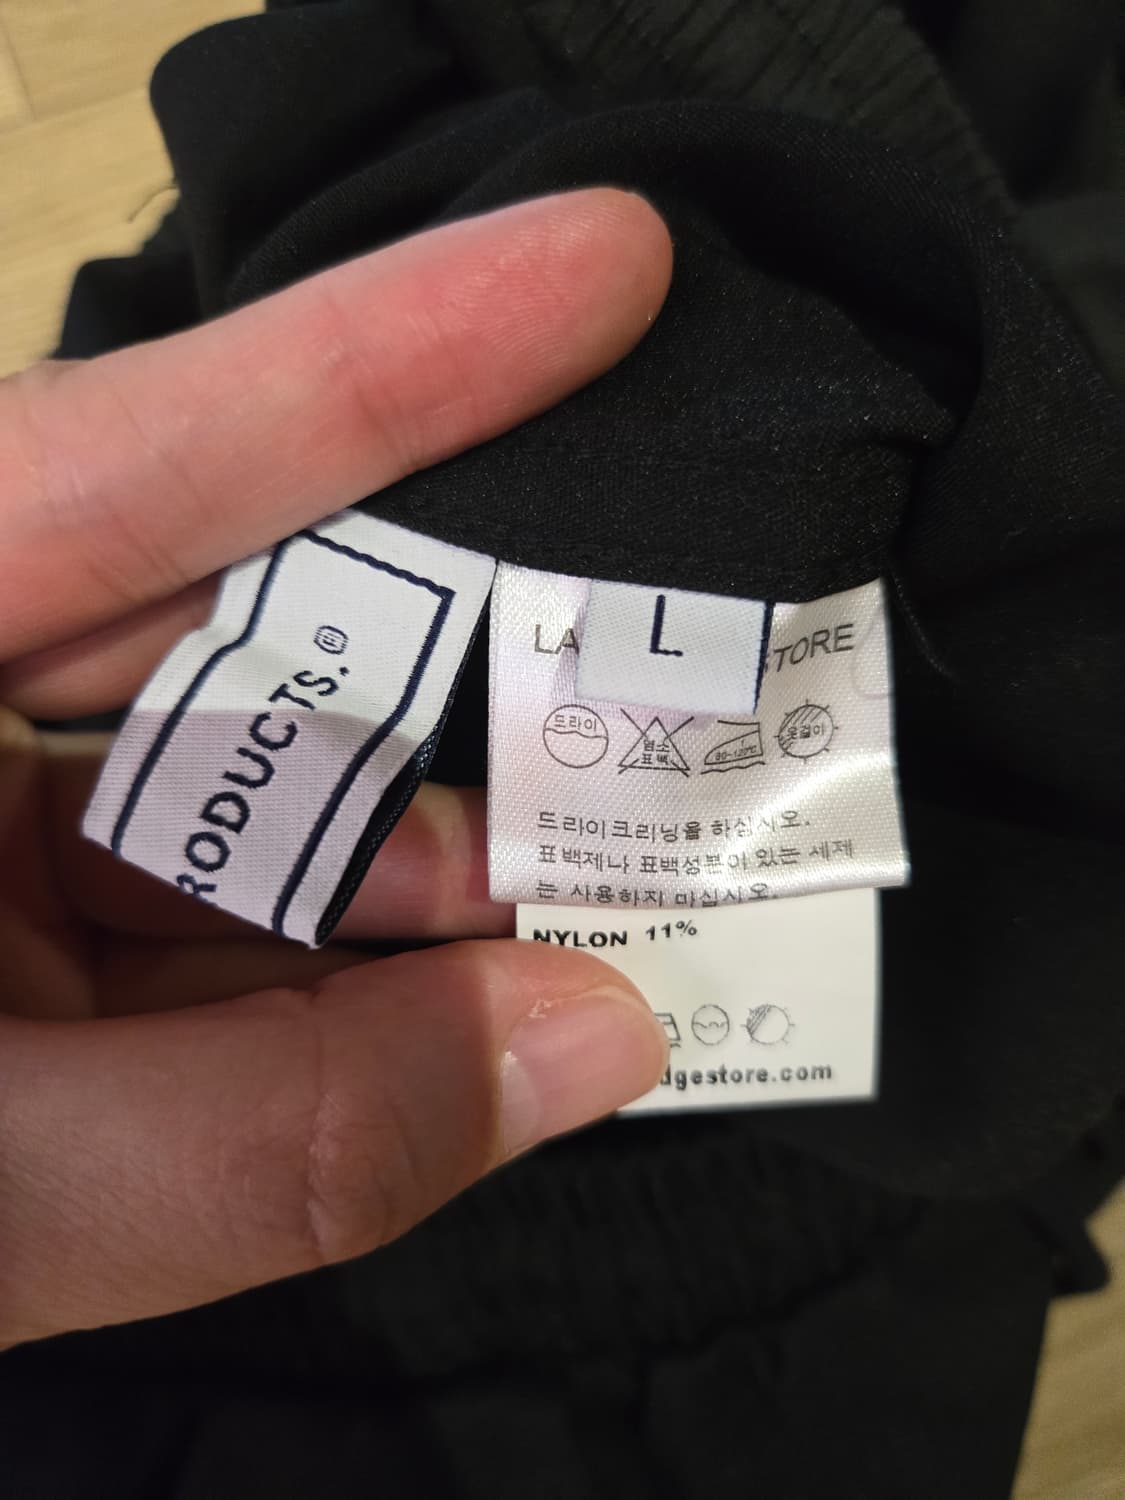 RODUCTS.®
L
LA STORE
드라이
염소
표백
80~120℃
옷걸이
드라이크리닝을 하십시오.
표백제나 표백성분이 있는 세제
는 사용하지 마십시오.
NYLON 11%
dgestore.com